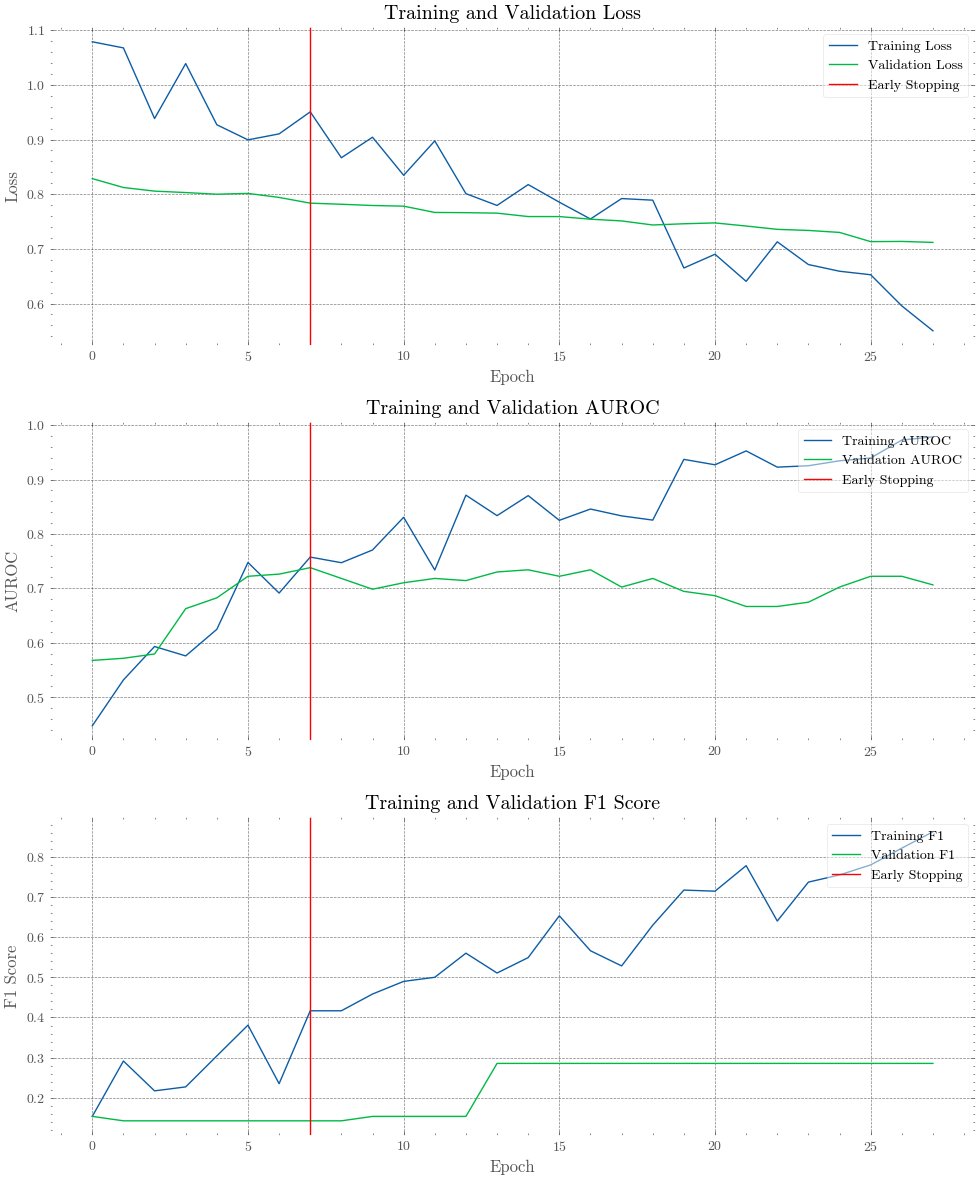 Training and Validation Loss
1.1
1.0
0.9
0.8
0.7
0.6
Loss
Training Loss
Validation Loss
Early Stopping
0 5 10 15 20 25
Epoch
Training and Validation AUROC
1.0
0.9
0.8
0.7
0.6
0.5
AUROC
Training AUROC
Validation AUROC
Early Stopping
0 5 10 15 20 25
Epoch
Training and Validation F1 Score
0.8
0.7
0.6
0.5
0.4
0.3
0.2
F1 Score
Training F1
Validation F1
Early Stopping
0 5 10 15 20 25
Epoch